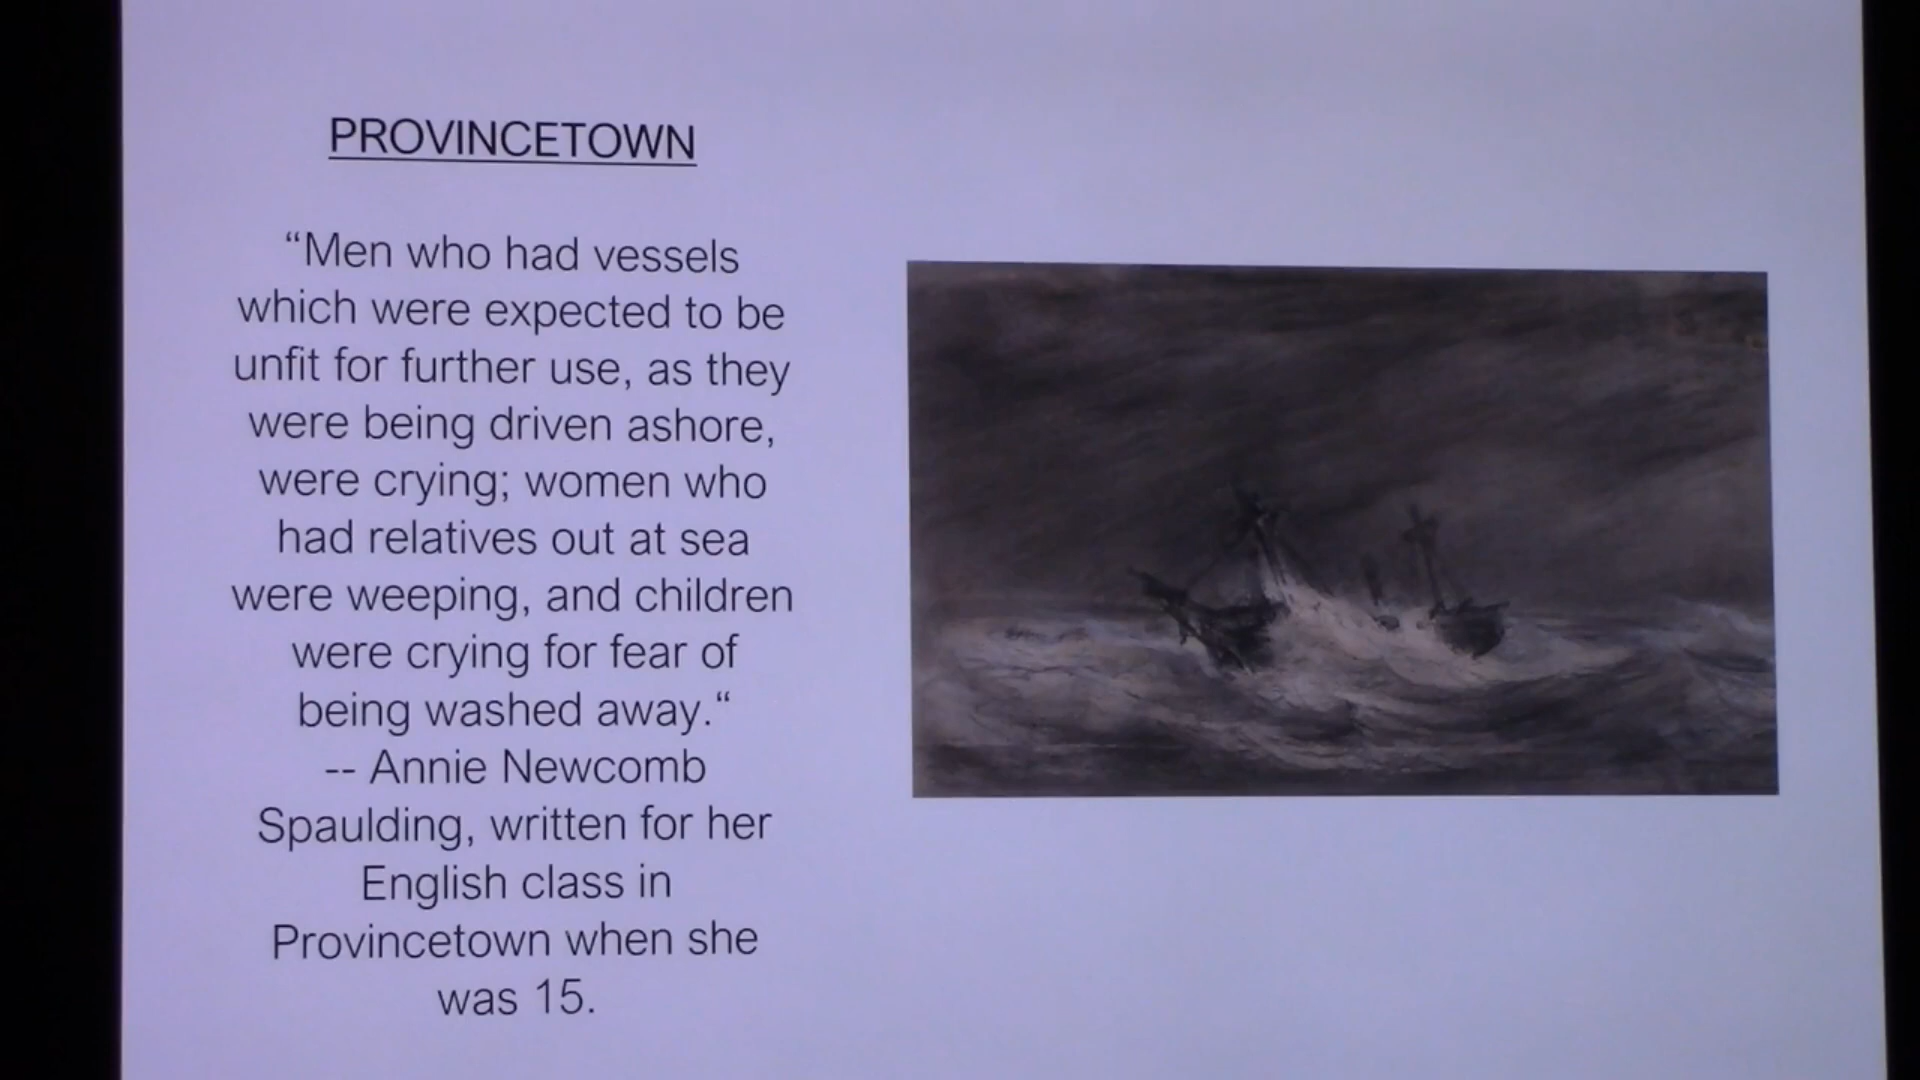 PROVINCETOWN
“Men who had vessels
which were expected to be
unfit for further use, as they
were being driven ashore,
were crying; women who
had relatives out at sea
were weeping, and children
were crying for fear of
being washed away.“
-- Annie Newcomb
Spaulding, written for her
English class in
Provincetown when she
was 15.